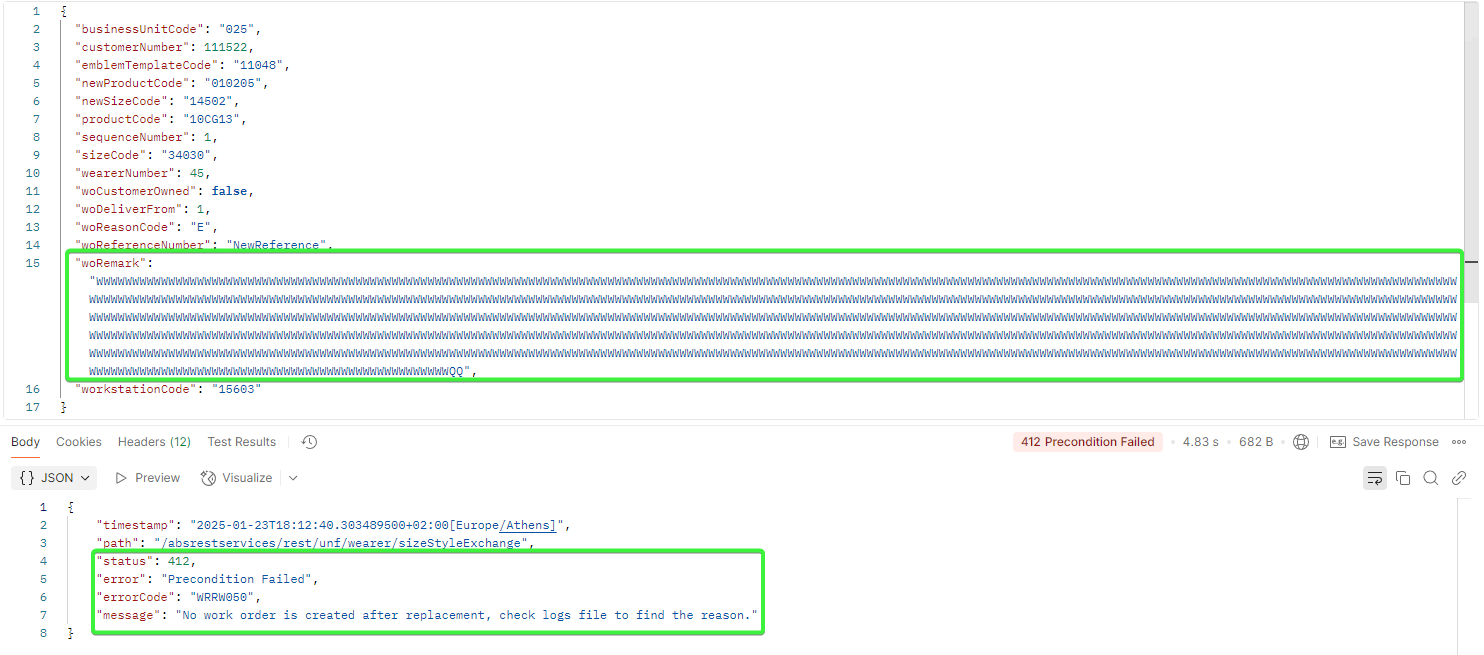 1 {
2 "businessUnitCode": "025",
3 "customerNumber": 111522,
4 "emblemTemplateCode": "11048",
5 "newProductCode": "010205",
6 "newSizeCode": "14502",
7 "productCode": "10CG13",
8 "sequenceNumber": 1,
9 "sizeCode": "34030",
10 "wearerNumber": 45,
11 "woCustomerOwned": false,
12 "woDeliverFrom": 1,
13 "woReasonCode": "E",
14 "woReferenceNumber": "NewReference",
15 "woRemark":
16 "workstationCode": "15603"
17 }
Body Cookies Headers (12) Test Results 412 Precondition Failed • 4.83 s • 682 B • e.g. Save Response
{} JSON Preview Visualize
1 {
2 "timestamp": "2025-01-23T18:12:40.303489500+02:00[Europe/Athens]",
3 "path": "/absrestservices/rest/unf/wearer/sizeStyleExchange",
4 "status": 412,
5 "error": "Precondition Failed",
6 "errorCode": "WRRW050",
7 "message": "No work order is created after replacement, check logs file to find the reason."
8 }